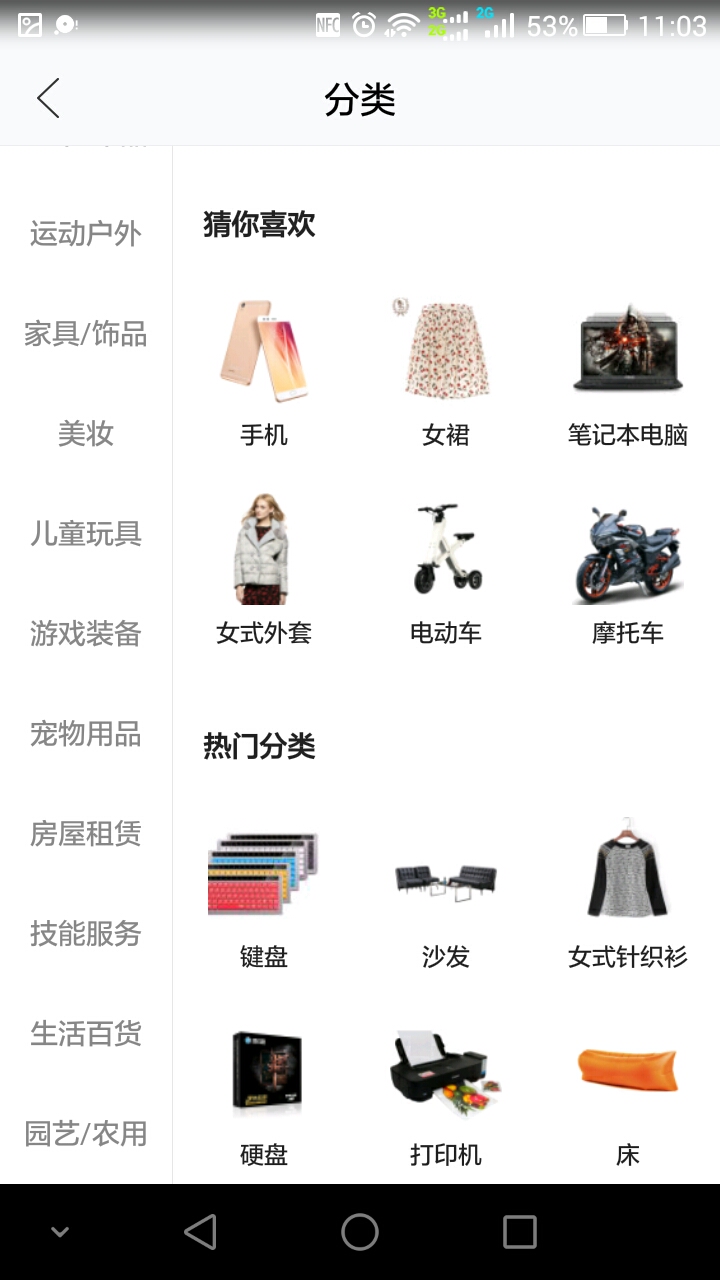 NFC 3G 2G 2G 53% 11:03
分类
运动户外
家具/饰品
美妆
儿童玩具
游戏装备
宠物用品
房屋租赁
技能服务
生活百货
园艺/农用
猜你喜欢
手机
女裙
笔记本电脑
女式外套
电动车
摩托车
热门分类
键盘
沙发
女式针织衫
硬盘
打印机
床